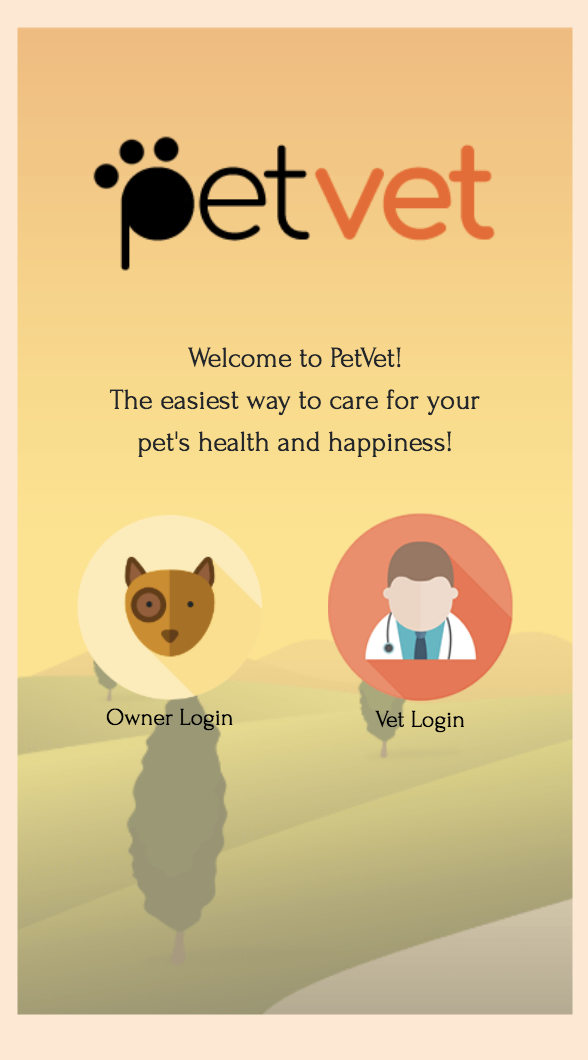 petvet
Welcome to PetVet!
The easiest way to care for your
pet's health and happiness!
Owner Login
Vet Login